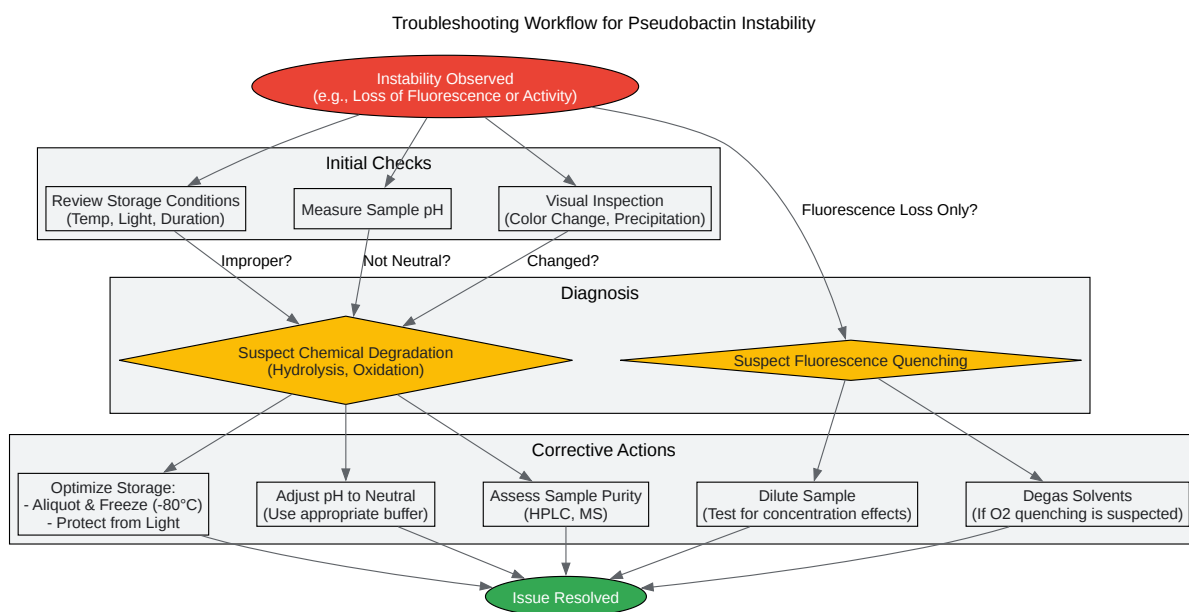 Troubleshooting Workflow for Pseudobactin Instability
Instability Observed
(e.g., Loss of Fluorescence or Activity)
Initial Checks
Review Storage Conditions
(Temp, Light, Duration)
Measure Sample pH
Visual Inspection
(Color Change, Precipitation)
Fluorescence Loss Only?
Improper?
Not Neutral?
Changed?
Diagnosis
Suspect Chemical Degradation
(Hydrolysis, Oxidation)
Suspect Fluorescence Quenching
Corrective Actions
Optimize Storage:
- Aliquot & Freeze (-80°C)
- Protect from Light
Adjust pH to Neutral
(Use appropriate buffer)
Assess Sample Purity
(HPLC, MS)
Dilute Sample
(Test for concentration effects)
Degas Solvents
(If O2 quenching is suspected)
Issue Resolved